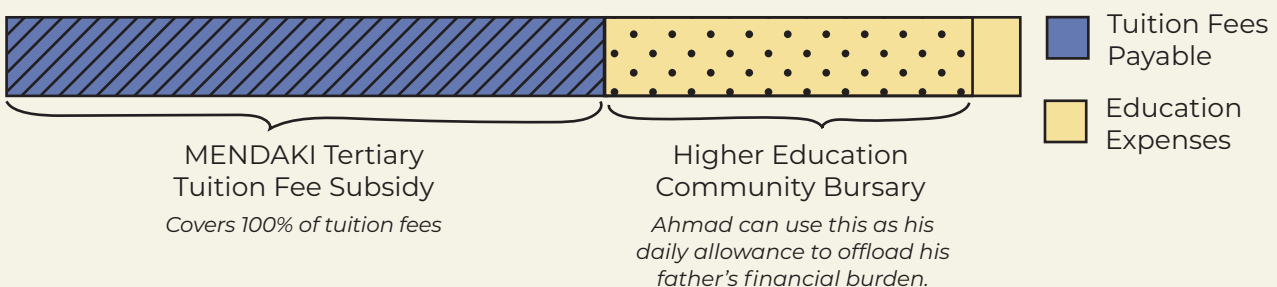 Tuition Fees
Payable
Education
Expenses
MENDAKI Tertiary
Tuition Fee Subsidy
Covers 100% of tuition fees
Higher Education
Community Bursary
Ahmad can use this as his
daily allowance to offload his
father's financial burden.